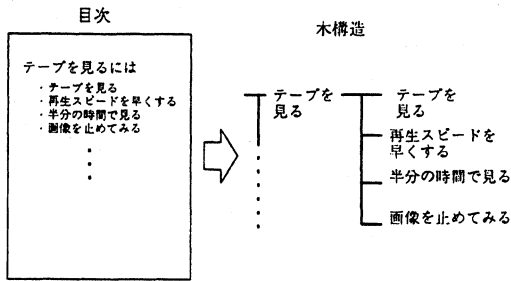 目次
テープを見るには
・テープを見る
・再生スピードを早くする
・半分の時間で見る
・画像を止めてみる
木構造
テープを
見る
テープを
見る
再生スピードを
早くする
半分の時間で見る
画像を止めてみる